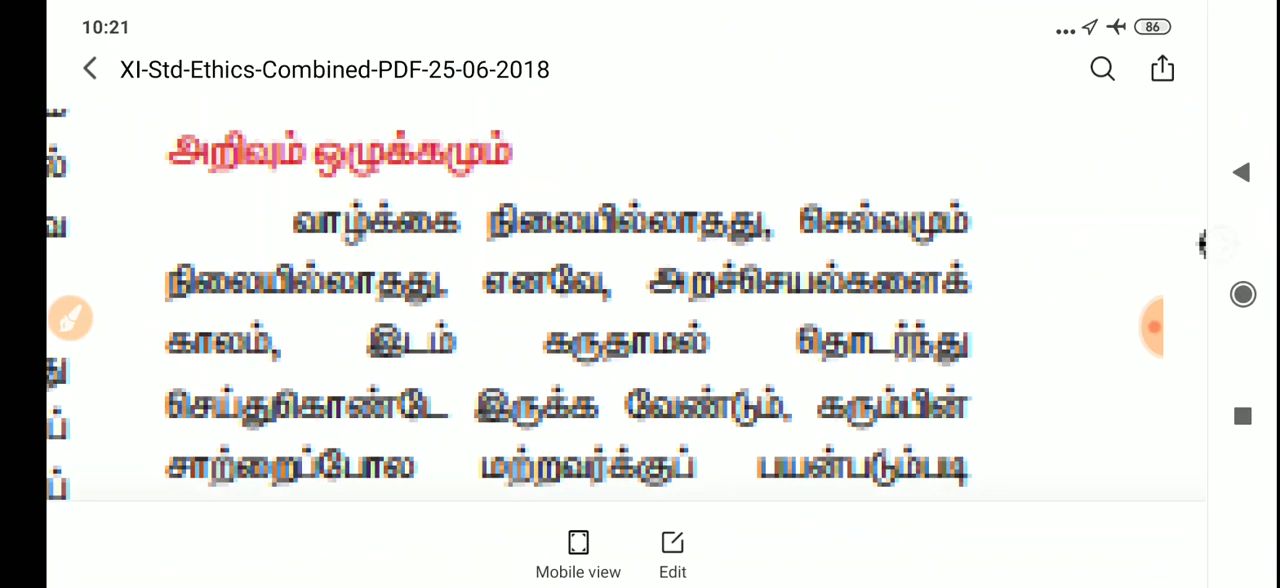 10:21
86
XI-Std-Ethics-Combined-PDF-25-06-2018
அறிவும் ஒழுக்கமும்
வாழ்க்கை நிலையில்லாதது, செல்வமும்
நிலையில்லாதது. எனவே, அறச்செயல்களைக்
காலம், இடம் கருதாமல் தொடர்ந்து
செய்துகொண்டே இருக்க வேண்டும். கரும்பின்
சாற்றைப்போல மற்றவர்க்குப் பயன்படும்படி
Mobile view
Edit